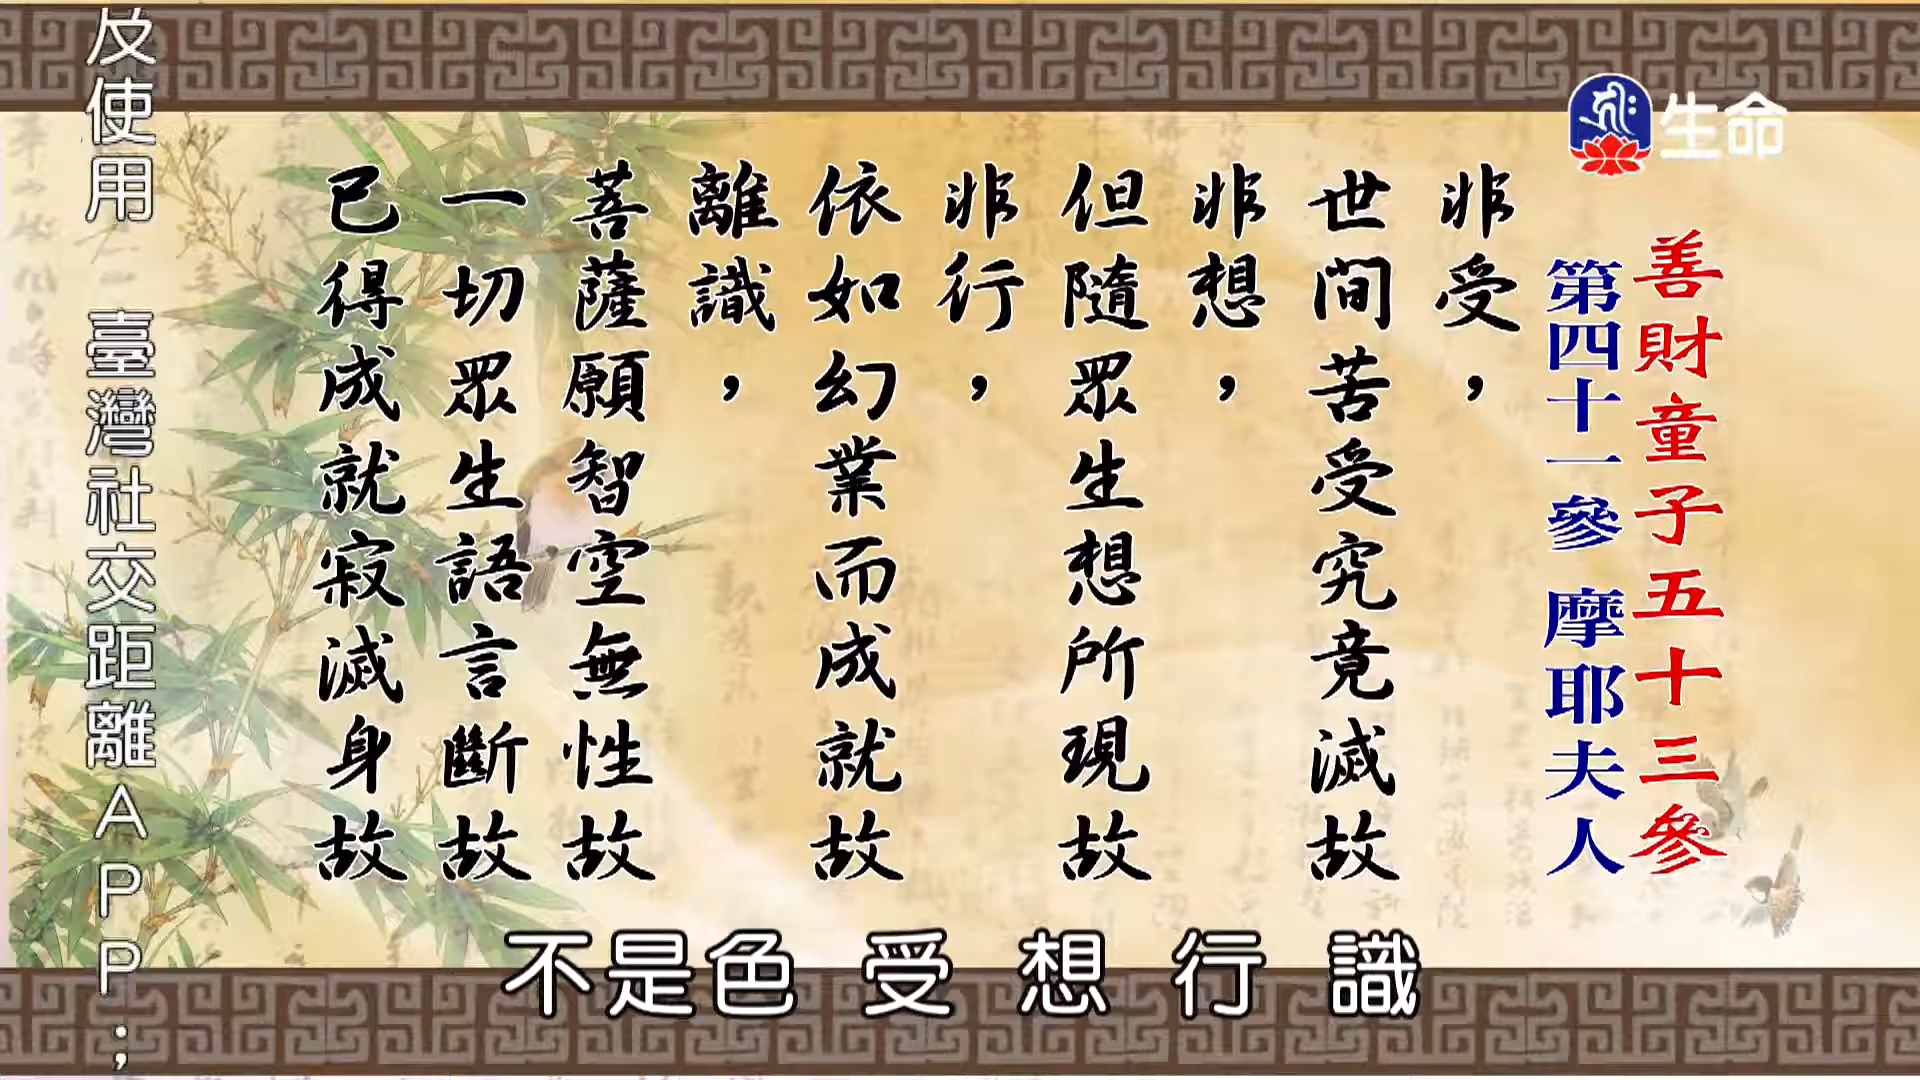 生命
善財童子五十三參
第四十一參 摩耶夫人
非受，
世間苦受究竟滅故
非想，
但隨眾生想所現故
非行，
依如幻業而成就故
離識，
菩薩願智空無性故
一切眾生語言斷故
已得成就寂滅身故
及使用 臺灣社交距離APP；
不是色 受 想 行 識